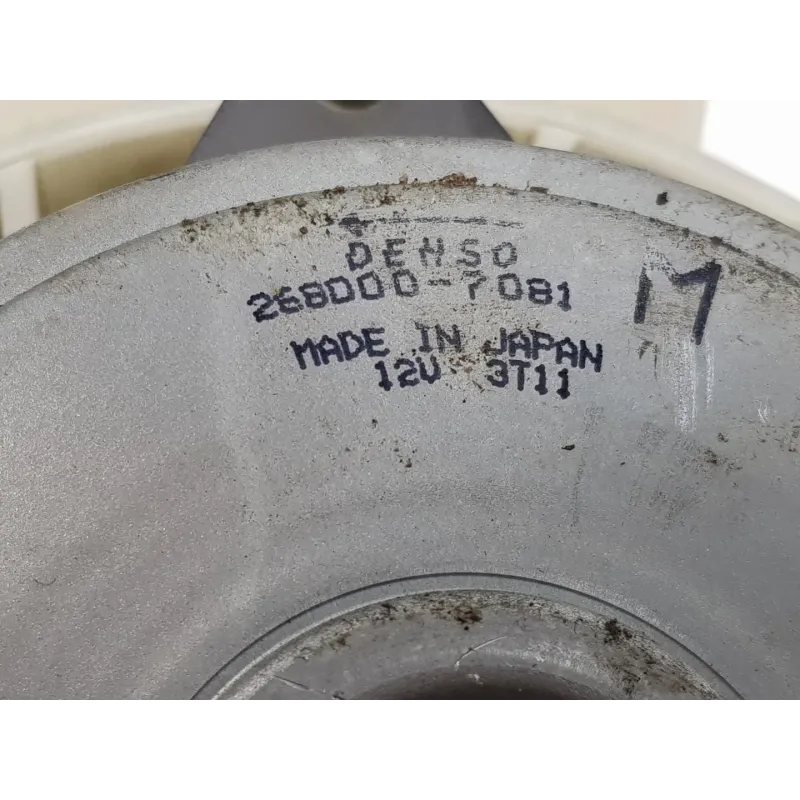 DENSO
268000-7081
M
MADE IN JAPAN
12V 3T11